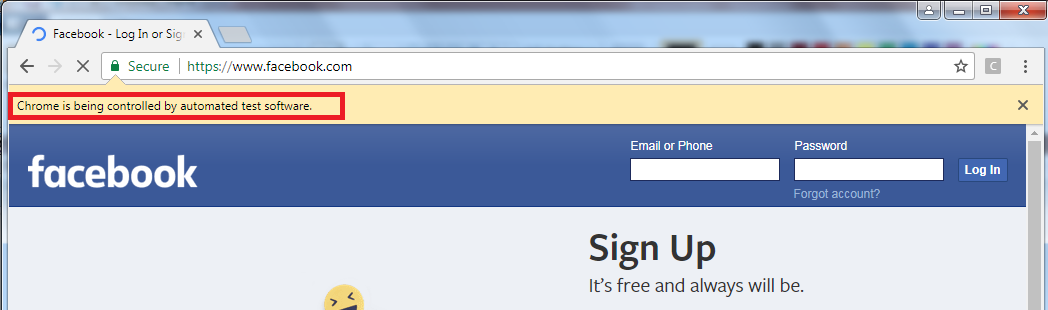 Facebook - Log In or Sig
Secure https://www.facebook.com
C
Chrome is being controlled by automated test software.
facebook
Email or Phone Password
Log In
Forgot account?
Sign Up
It's free and always will be.